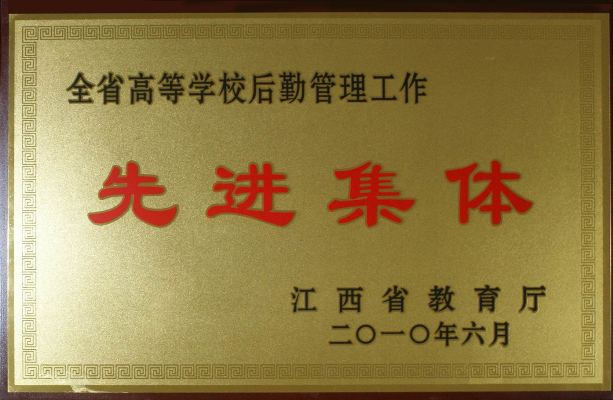 全省高等学校后勤管理工作
先进集体
江西省教育厅
二〇一〇年六月